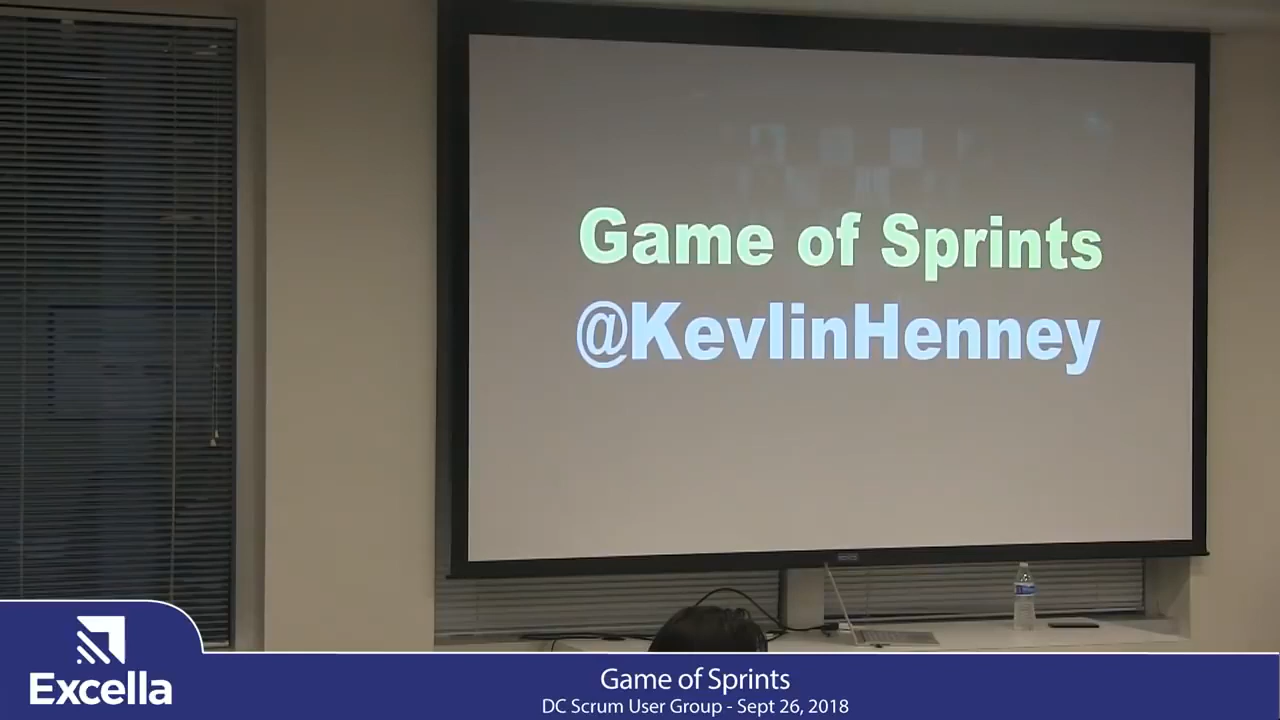 Game of Sprints
@KevlinHenney
Excella
Game of Sprints
DC Scrum User Group - Sept 26, 2018